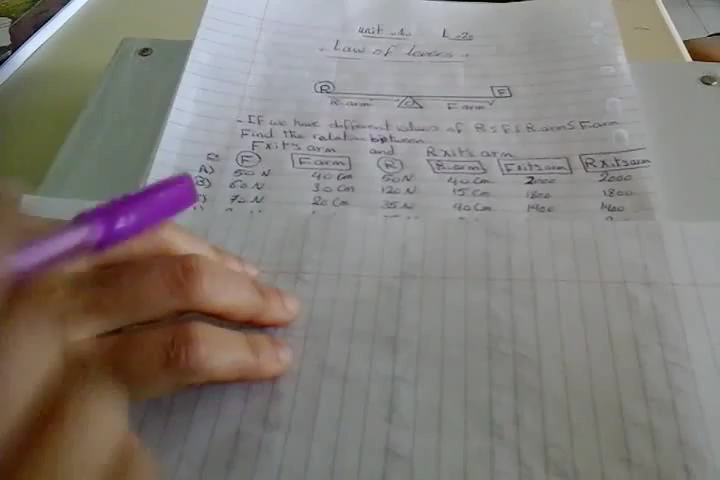 unit 1. L 2.
Law of levers.
R F
R.arm F.arm
- If we have different values of R & F & R.arm & F.arm
Find the relation between
F x its arm and R x its arm
F F.arm R R.arm F x its arm R x its arm
A) 50 N 40 Cm 50 N 40 Cm 2000 2000
B) 60 N 30 Cm 120 N 15 Cm 1800 1800
70 N 20 Cm 35 N 40 Cm 1400 1400